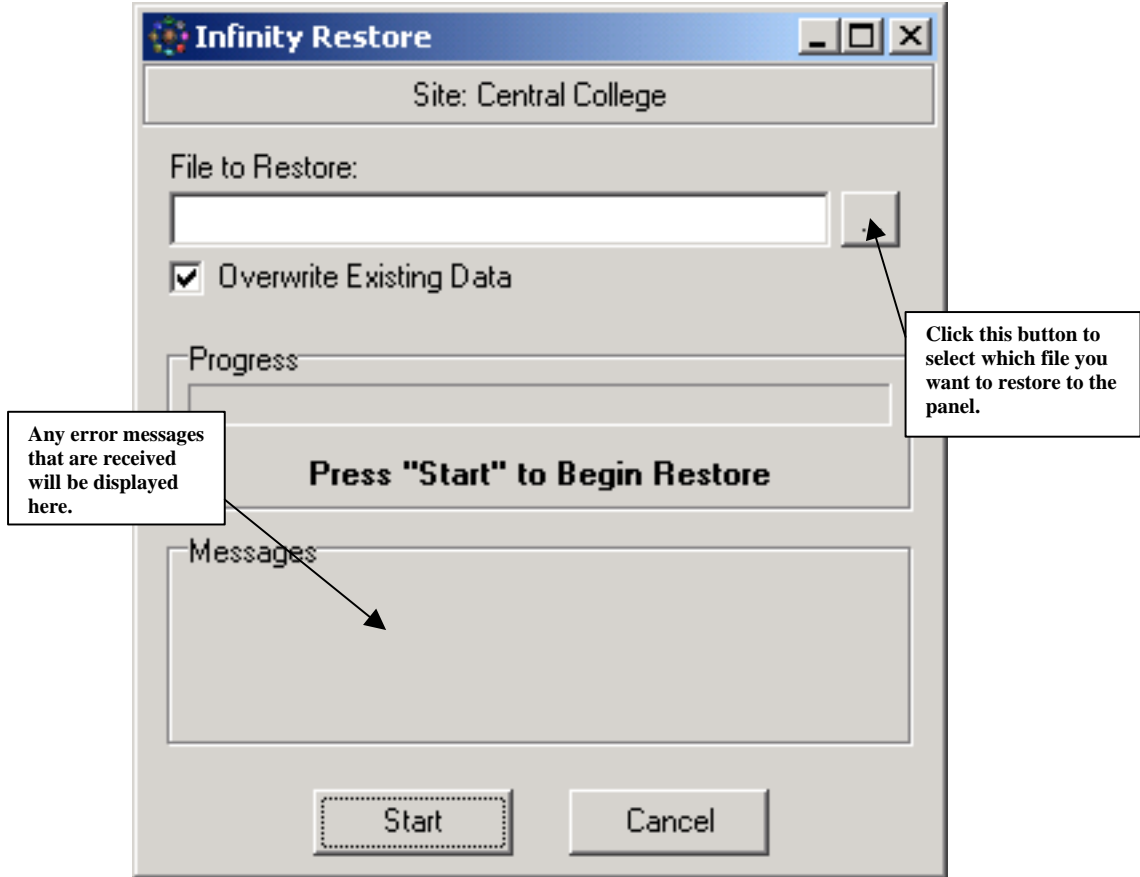 Infinity Restore
Site: Central College
File to Restore:
Overwrite Existing Data
Click this button to
select which file you
want to restore to the
panel.
Progress
Any error messages
that are received
will be displayed
here.
Press "Start" to Begin Restore
Messages
Start
Cancel